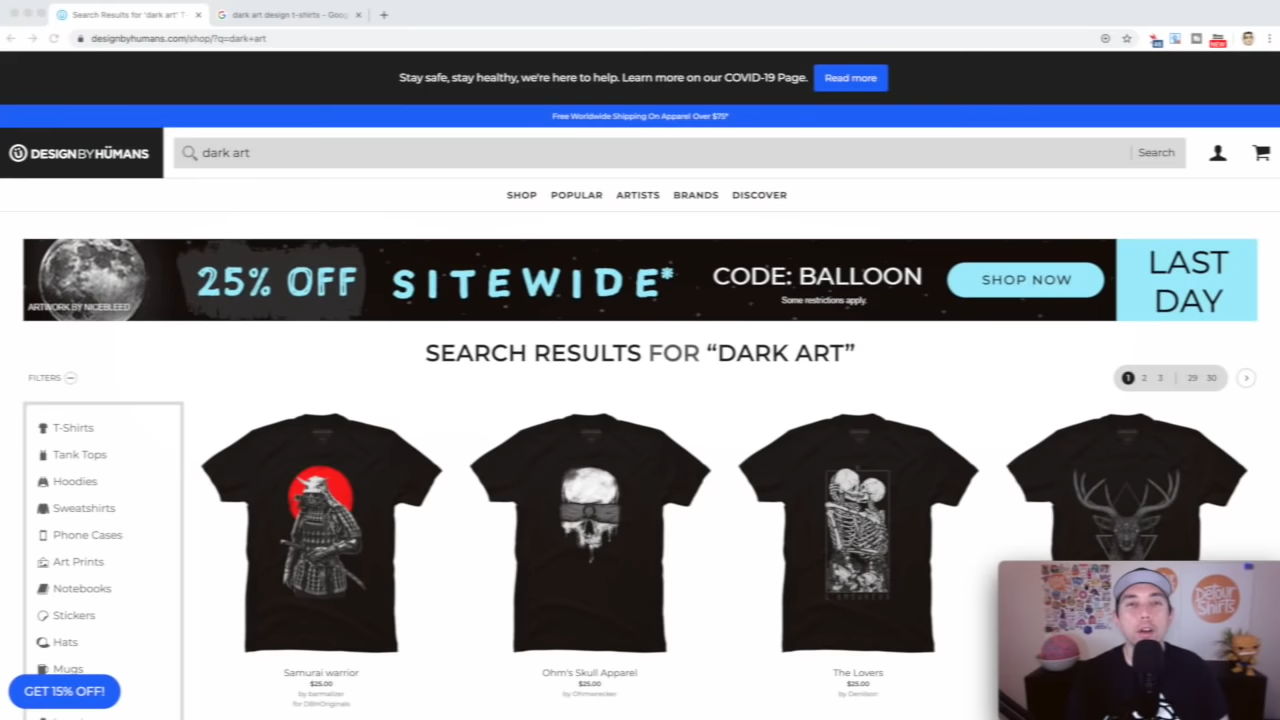 Search Results for 'dark art' T-
dark art design t-shirts - Goog
designbyhumans.com/shop/?q=dark+art
NEW
Stay safe, stay healthy, we're here to help. Learn more on our COVID-19 Page.
Read more
Free Worldwide Shipping On Apparel Over $75*
DESIGNBYHÜMANS
dark art
Search
SHOP
POPULAR
ARTISTS
BRANDS
DISCOVER
25% OFF
SITEWIDE*
CODE: BALLOON
Some restrictions apply.
SHOP NOW
LAST
DAY
ARTWORK BY NICEBLEED
SEARCH RESULTS FOR “DARK ART”
FILTERS
1 2 3 | 29 30
T-Shirts
Tank Tops
Hoodies
Sweatshirts
Phone Cases
Art Prints
Notebooks
Stickers
Hats
Mugs
GET 15% OFF!
Samurai warrior
$25.00
by barmalizer
for DBHOriginals
Ohm's Skull Apparel
$25.00
by Ohmwrecker
The Lovers
$25.00
by Deniison
DeTour
Shirts